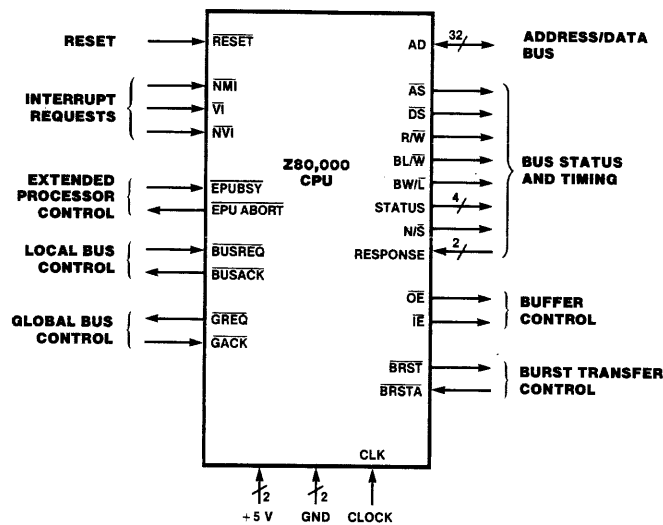 RESET
RESET
INTERRUPT
REQUESTS
NMI
VI
NVI
EXTENDED
PROCESSOR
CONTROL
EPUBSY
EPU ABORT
LOCAL BUS
CONTROL
BUSREQ
BUSACK
GLOBAL BUS
CONTROL
GREQ
GACK
Z80,000
CPU
AD
32
ADDRESS/DATA
BUS
AS
DS
R/W
BL/W
BW/L
STATUS
4
N/S
RESPONSE
2
BUS STATUS
AND TIMING
OE
IE
BUFFER
CONTROL
BRST
BRSTA
BURST TRANSFER
CONTROL
CLK
2
2
+5 V
GND
CLOCK